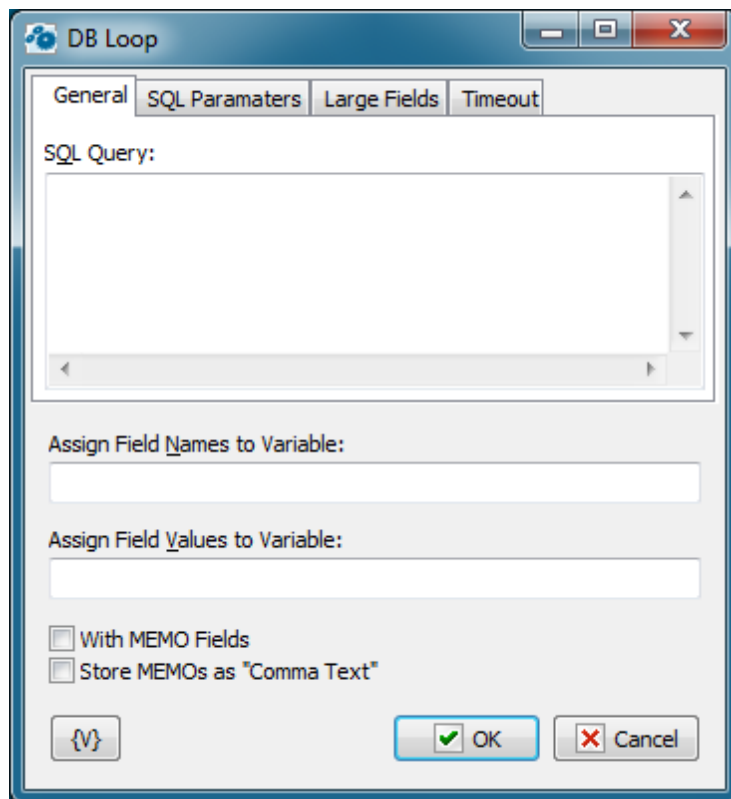 DB Loop
General SQL Paramaters Large Fields Timeout
SQL Query:
Assign Field Names to Variable:
Assign Field Values to Variable:
With MEMO Fields
Store MEMOs as "Comma Text"
{V} OK Cancel